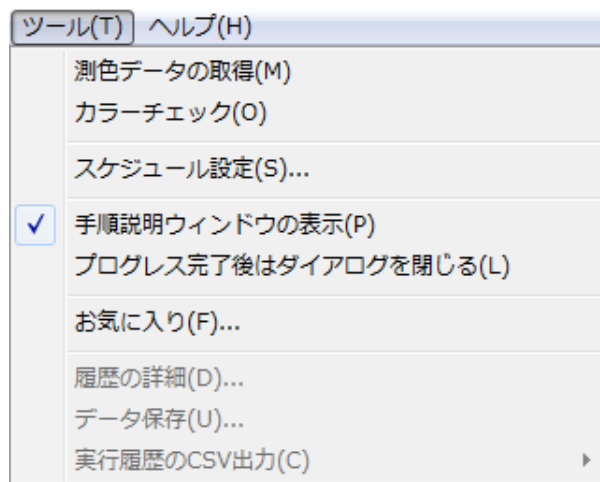 ツール(T) ヘルプ(H)
測色データの取得(M)
カラーチェック(O)
スケジュール設定(S)...
手順説明ウィンドウの表示(P)
プログレス完了後はダイアログを閉じる(L)
お気に入り(F)...
履歴の詳細(D)...
データ保存(U)...
実行履歴のCSV出力(C)